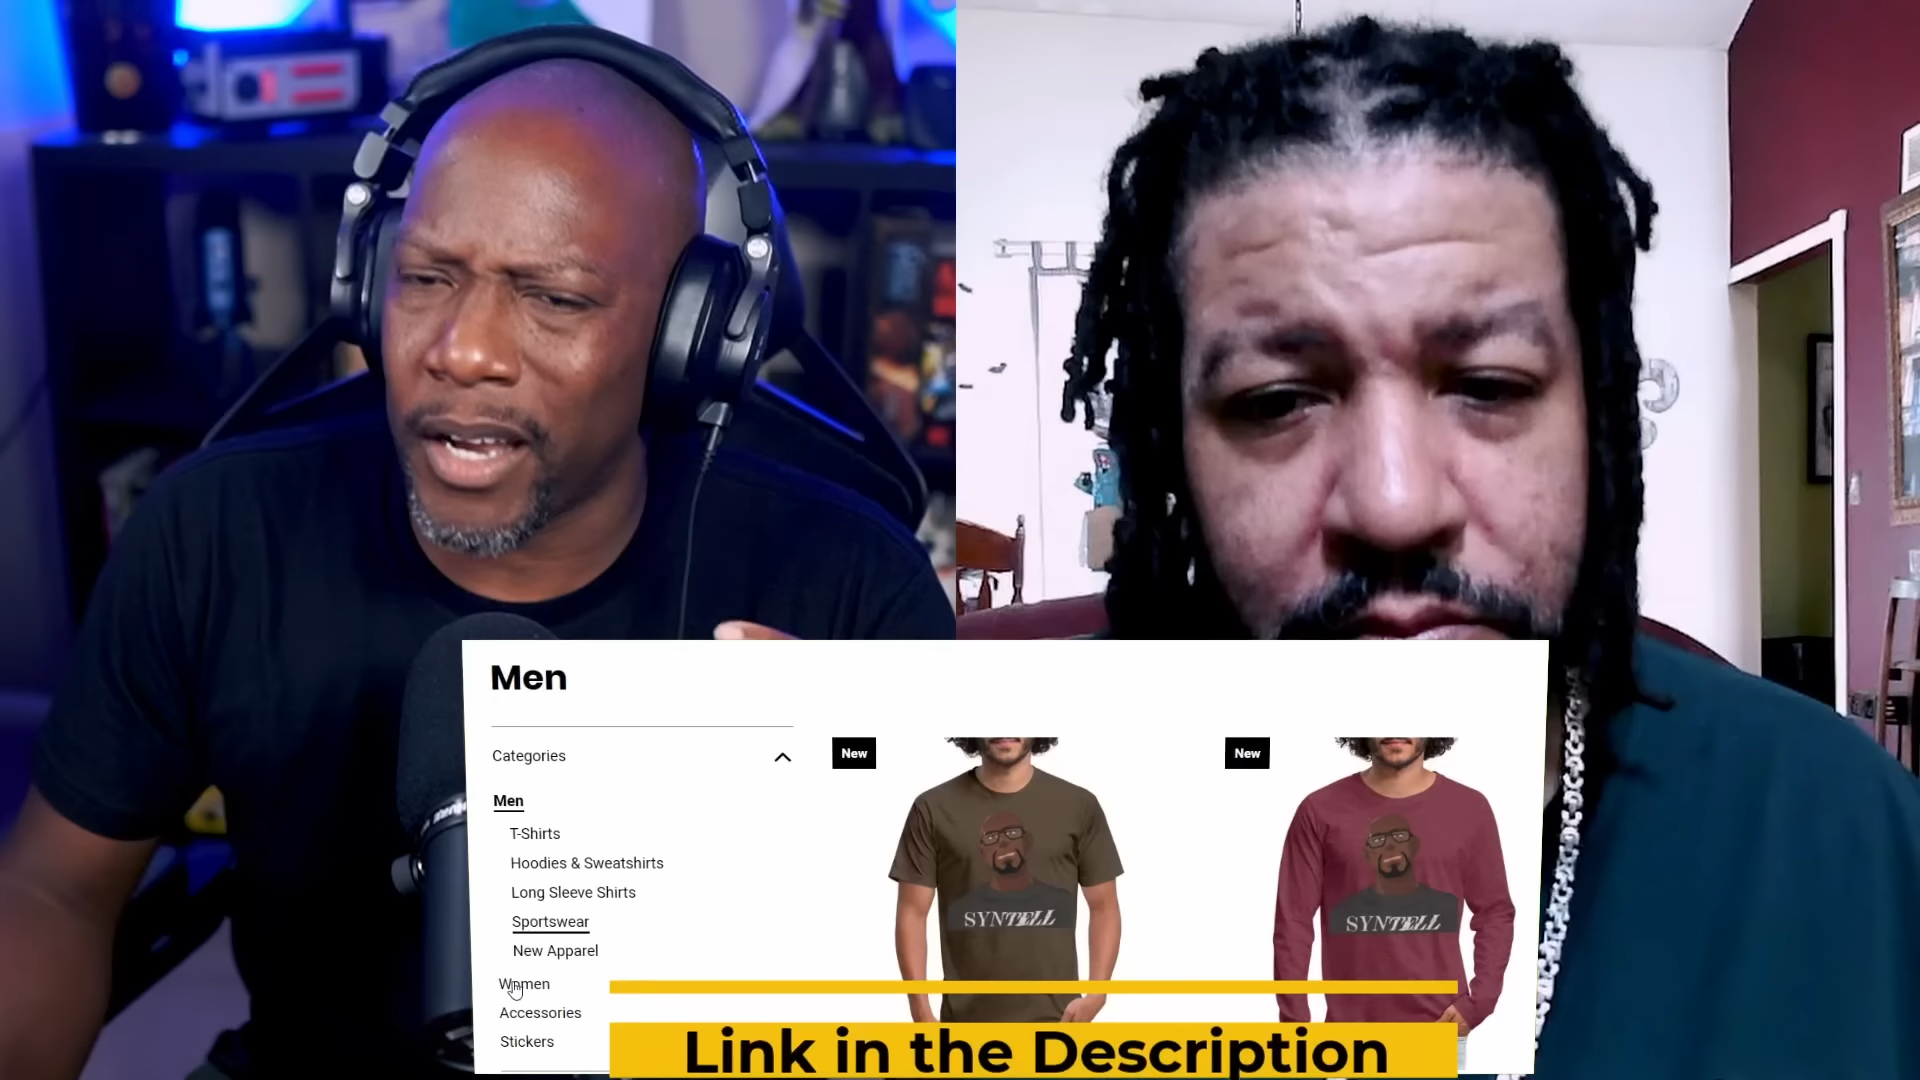 Men
Categories
New
New
Men
T-Shirts
Hoodies & Sweatshirts
Long Sleeve Shirts
Sportswear
New Apparel
Women
Accessories
Stickers
SYNTELL
SYNTELL
Link in the Description